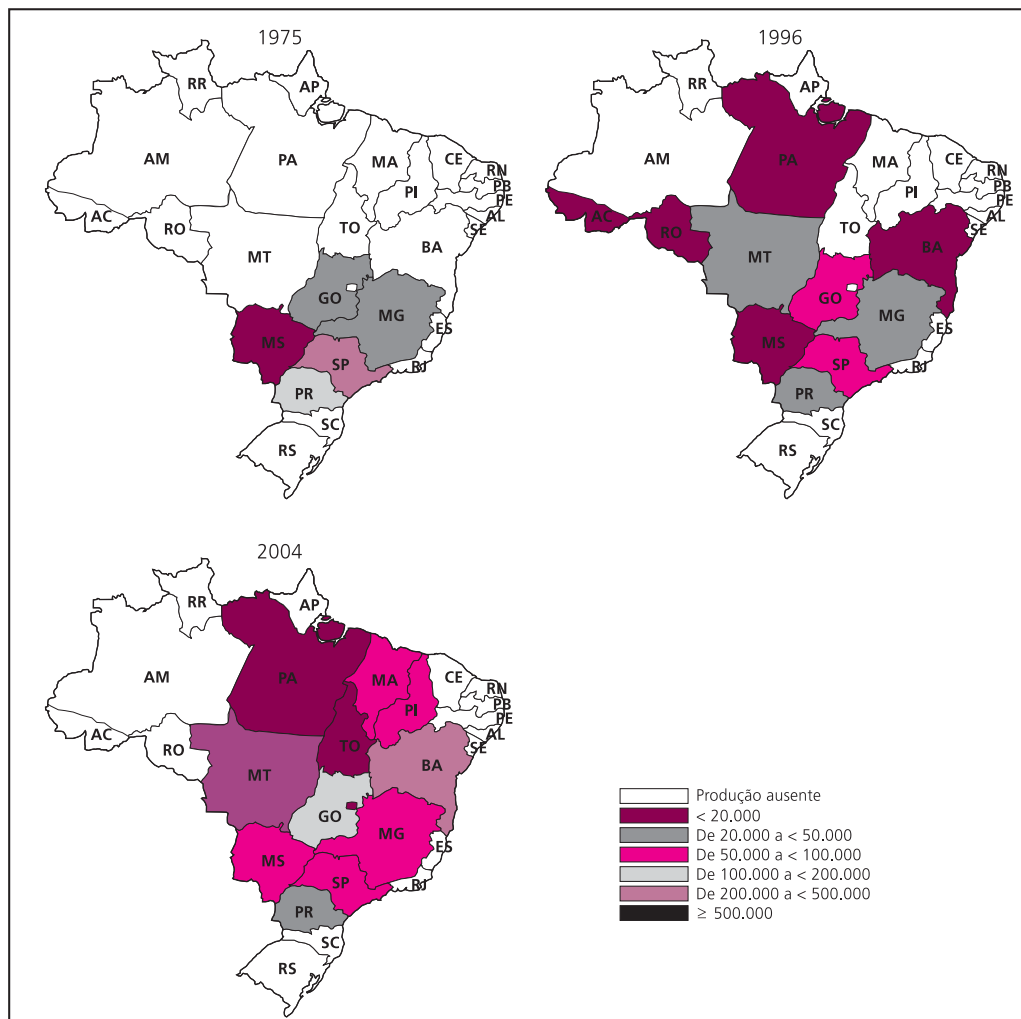 1975
RR
AP
AM
PA
MA
CE
RN
PB
PE
AL
SE
PI
AC
RO
TO
BA
MT
GO
MG
ES
MS
SP
RJ
PR
SC
RS
1996
RR
AP
AM
PA
MA
CE
RN
PB
PE
AL
SE
PI
AC
RO
TO
BA
MT
GO
MG
ES
MS
SP
RJ
PR
SC
RS
2004
RR
AP
AM
PA
MA
CE
RN
PB
PE
AL
SE
PI
AC
RO
TO
BA
MT
GO
MG
ES
MS
SP
RJ
PR
SC
RS
Produção ausente
< 20.000
De 20.000 a < 50.000
De 50.000 a < 100.000
De 100.000 a < 200.000
De 200.000 a < 500.000
≥ 500.000